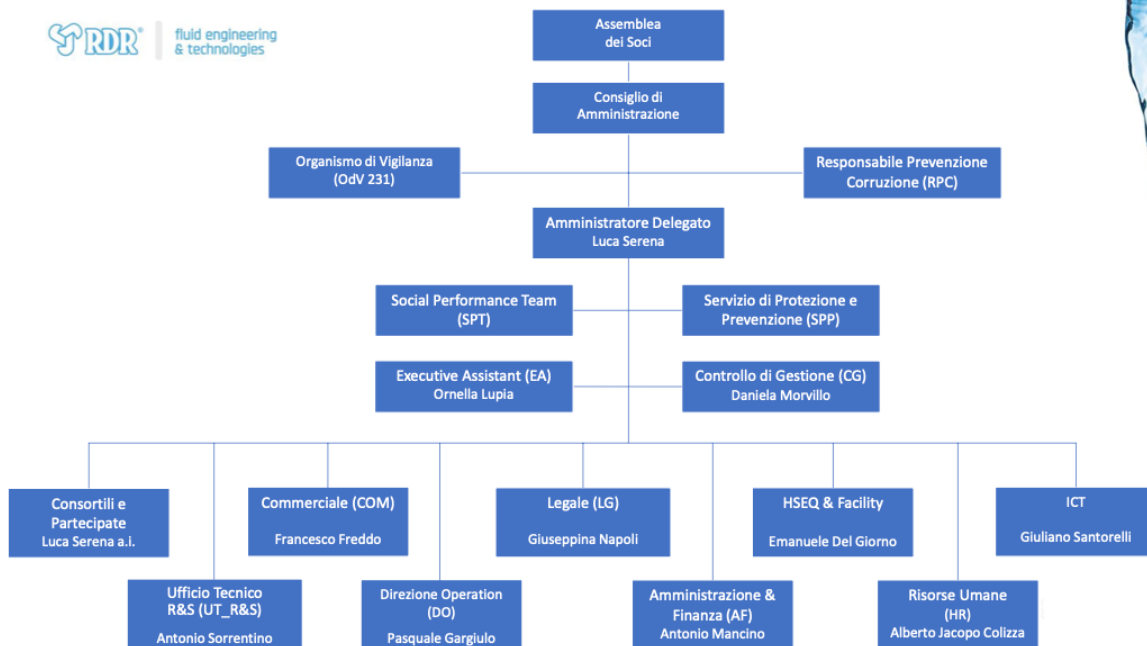 RDR®
fluid engineering
& technologies
Assemblea
dei Soci
Consiglio di
Amministrazione
Organismo di Vigilanza
(OdV 231)
Responsabile Prevenzione
Corruzione (RPC)
Amministratore Delegato
Luca Serena
Social Performance Team
(SPT)
Servizio di Protezione e
Prevenzione (SPP)
Executive Assistant (EA)
Ornella Lupia
Controllo di Gestione (CG)
Daniela Morvillo
Consortili e
Partecipate
Luca Serena a.i.
Commerciale (COM)
Francesco Freddo
Legale (LG)
Giuseppina Napoli
HSEQ & Facility
Emanuele Del Giorno
ICT
Giuliano Santorelli
Ufficio Tecnico
R&S (UT_R&S)
Antonio Sorrentino
Direzione Operation
(DO)
Pasquale Gargiulo
Amministrazione &
Finanza (AF)
Antonio Mancino
Risorse Umane
(HR)
Alberto Jacopo Colizza